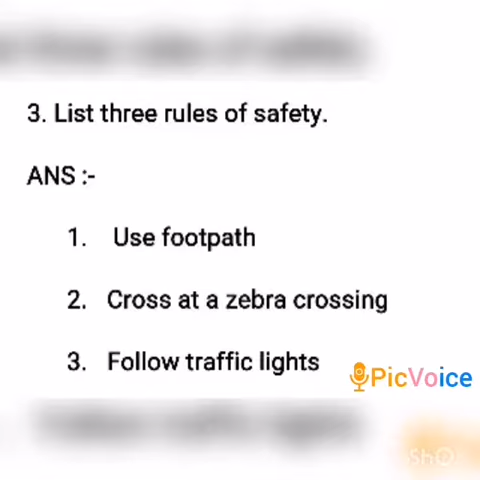 3. List three rules of safety.
ANS :-
1. Use footpath
2. Cross at a zebra crossing
3. Follow traffic lights
PicVoice